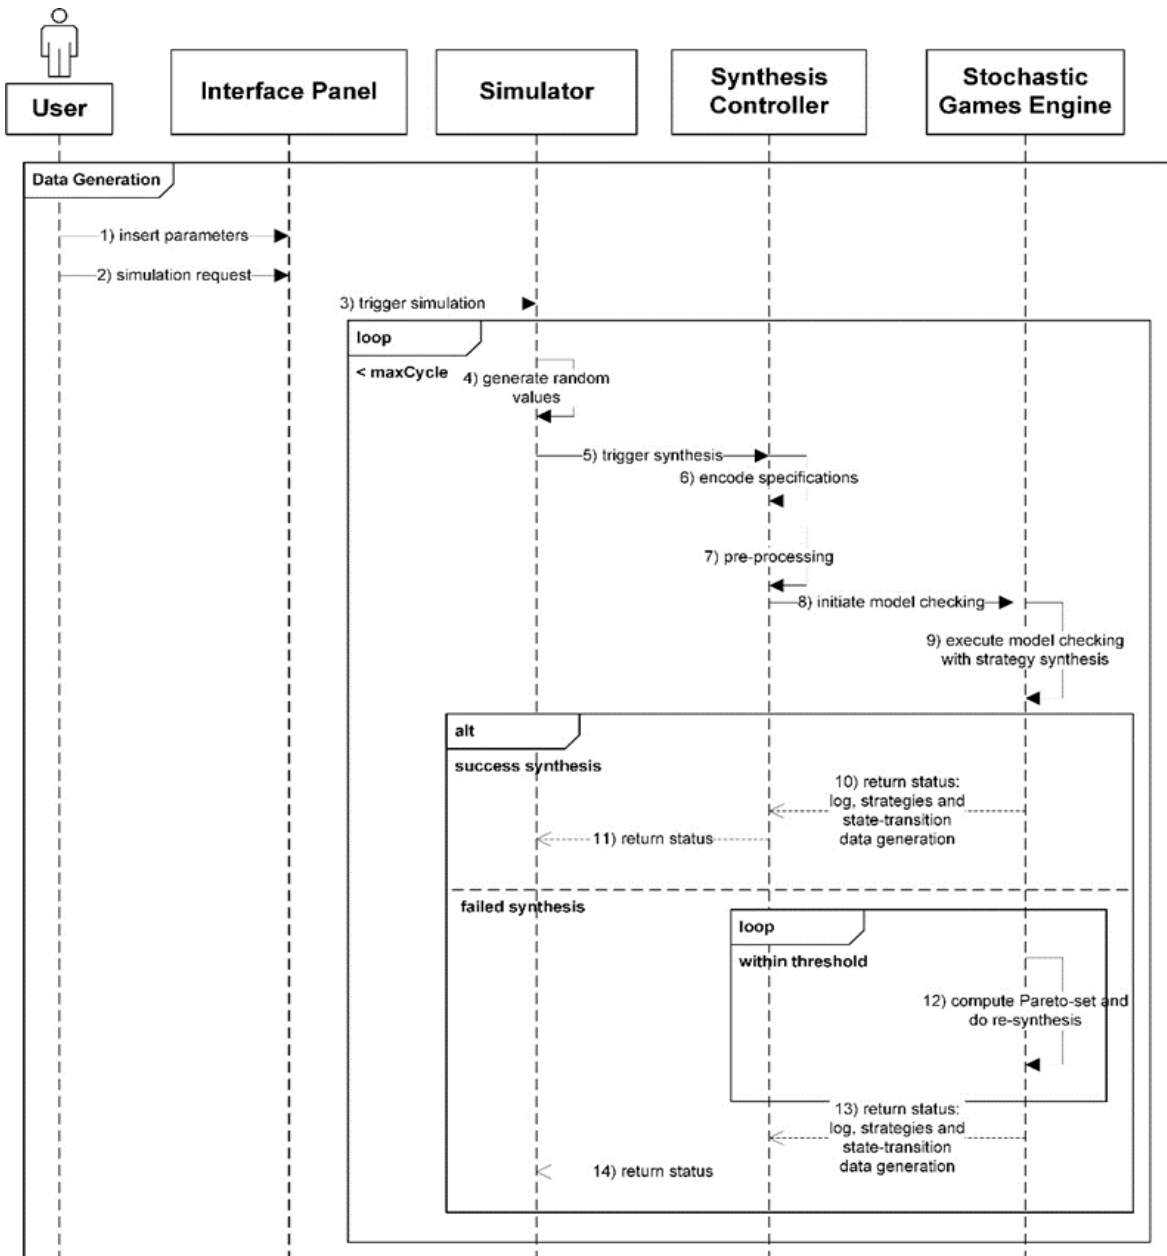 User
Interface Panel
Simulator
Synthesis
Controller
Stochastic
Games Engine
Data Generation
1) insert parameters
2) simulation request
3) trigger simulation
loop
< maxCycle
4) generate random
values
5) trigger synthesis
6) encode specifications
7) pre-processing
8) initiate model checking
9) execute model checking
with strategy synthesis
alt
success synthesis
10) return status:
log, strategies and
state-transition
data generation
11) return status
failed synthesis
loop
within threshold
12) compute Pareto-set and
do re-synthesis
13) return status:
log, strategies and
state-transition
data generation
14) return status